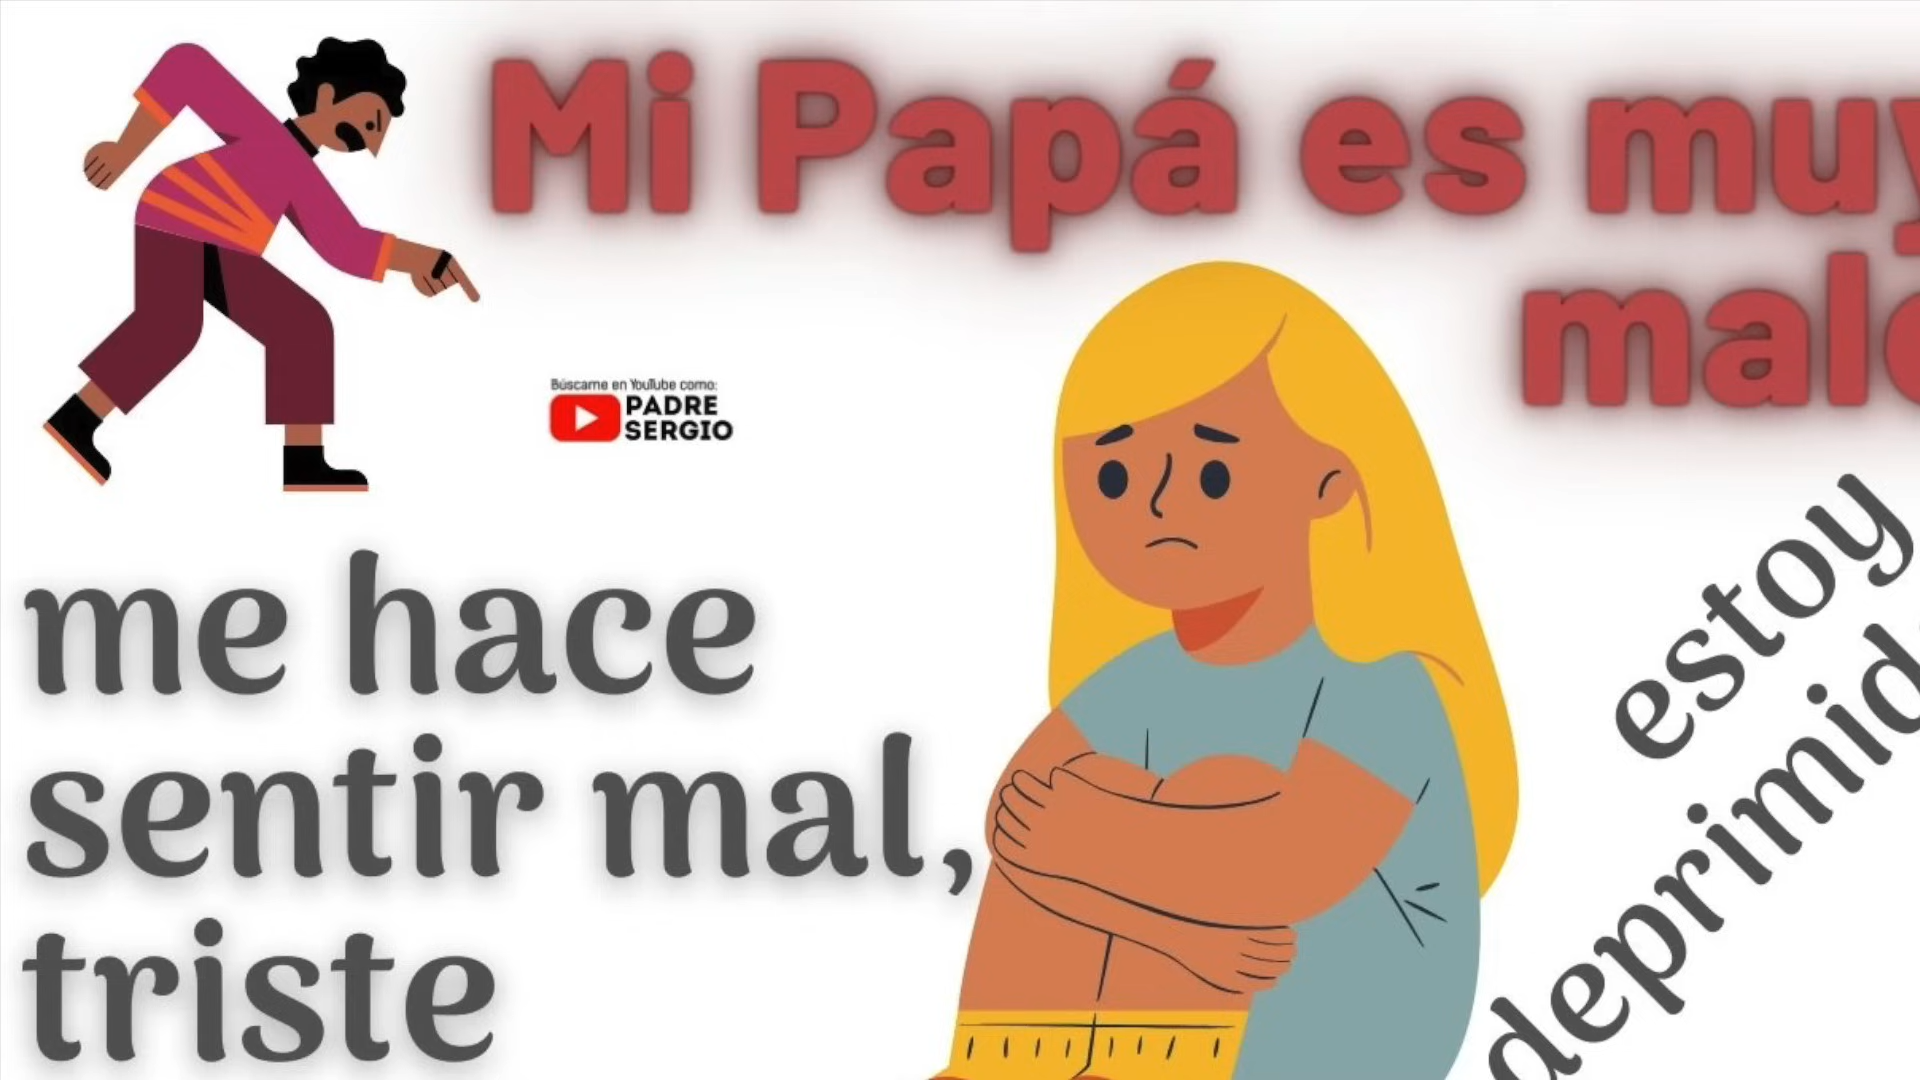 Mi Papá es muy
malo
Búscame en YouTube como:
PADRE
SERGIO
me hace
sentir mal,
triste
estoy